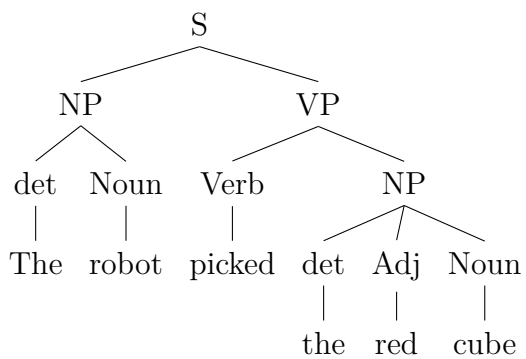 S
NP VP
det Noun Verb NP
The robot picked det Adj Noun
the red cube